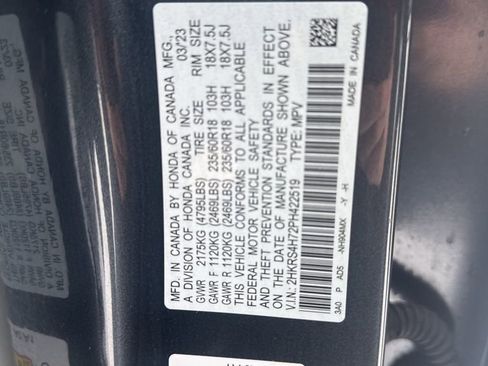 MFD. IN CANADA BY HONDA OF CANADA MFG.,
A DIVISION OF HONDA CANADA INC. 03/23
GVWR 2175KG (4795LBS) TIRE SIZE RIM SIZE
GAWR F 1120KG (2469LBS) 235/60R18 103H 18X7.5J
GAWR R 1120KG (2469LBS) 235/60R18 103H 18X7.5J
THIS VEHICLE CONFORMS TO ALL APPLICABLE
FEDERAL MOTOR VEHICLE SAFETY
AND THEFT PREVENTION STANDARDS IN EFFECT
ON THE DATE OF MANUFACTURE SHOWN ABOVE.
V.I.N.: 2HKRS4H72PH422519 TYPE: MPV
3A0 P AD5 -NH904MX -Y -H MADE IN CANADA